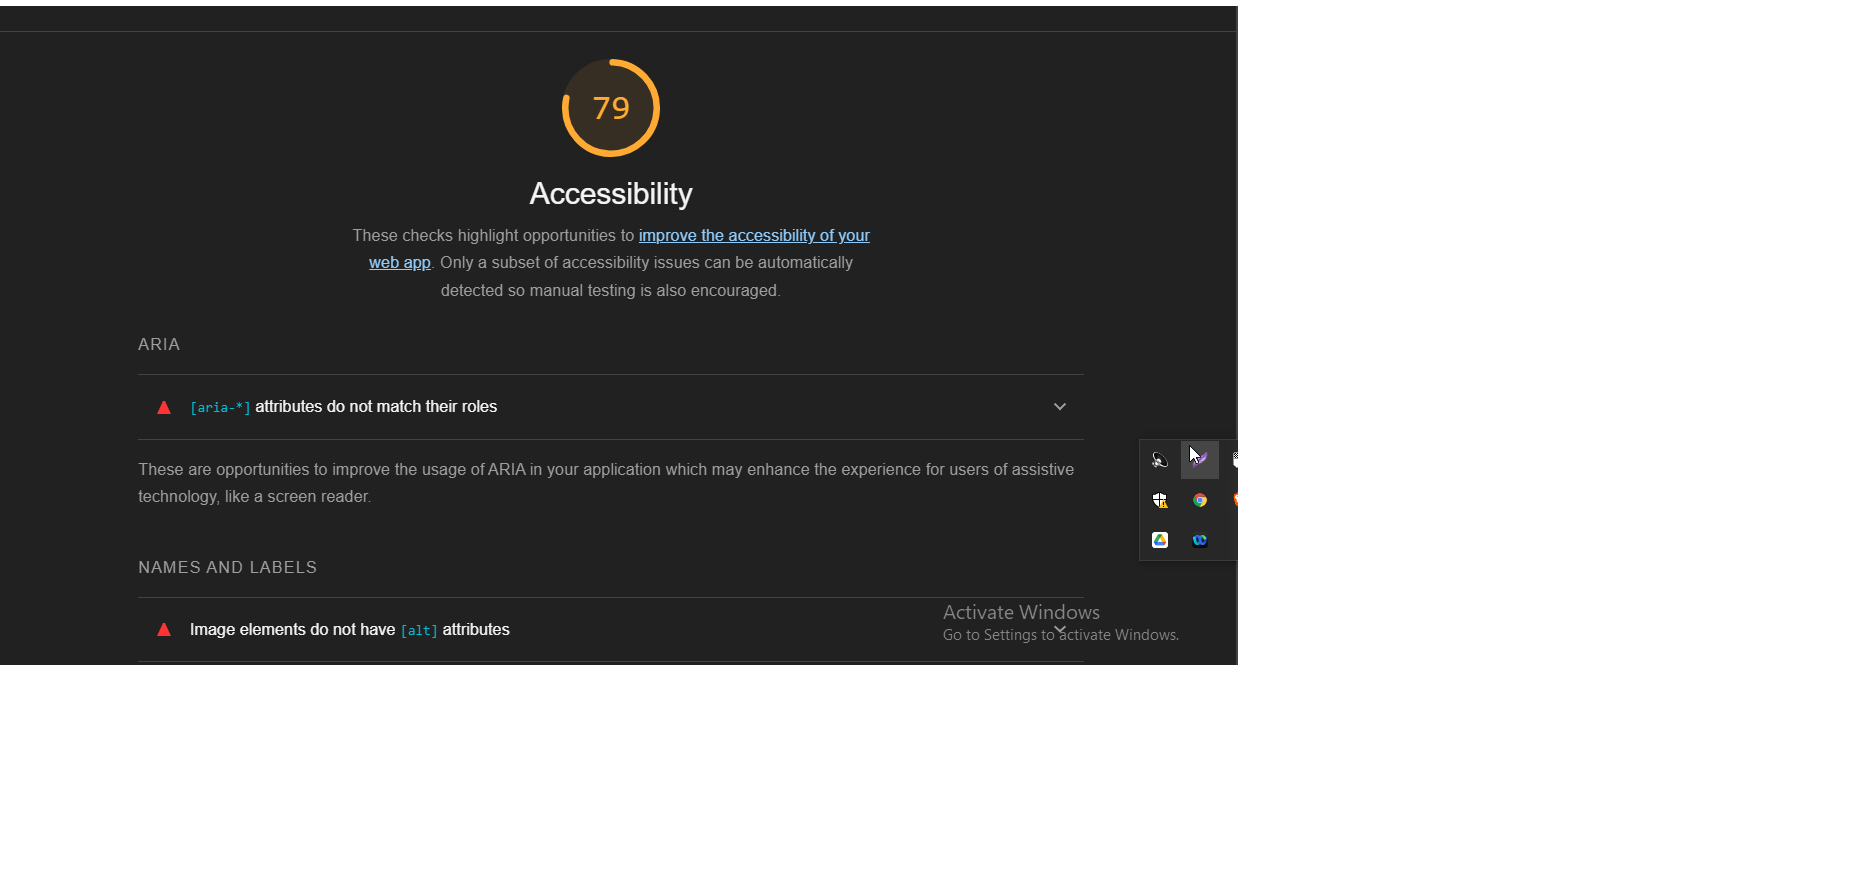 79
Accessibility
These checks highlight opportunities to improve the accessibility of your
web app. Only a subset of accessibility issues can be automatically
detected so manual testing is also encouraged.
ARIA
[aria-*] attributes do not match their roles
These are opportunities to improve the usage of ARIA in your application which may enhance the experience for users of assistive
technology, like a screen reader.
NAMES AND LABELS
Image elements do not have [alt] attributes
Activate Windows
Go to Settings to activate Windows.